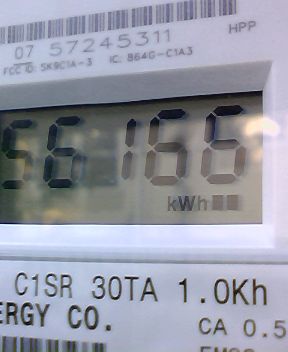 HPP
07 57245311
FCC ID: SK9C1A-3 IC: 864G-C1A3
56166
kWh
C1SR 30TA 1.0Kh
ERGY CO.
CA 0.5